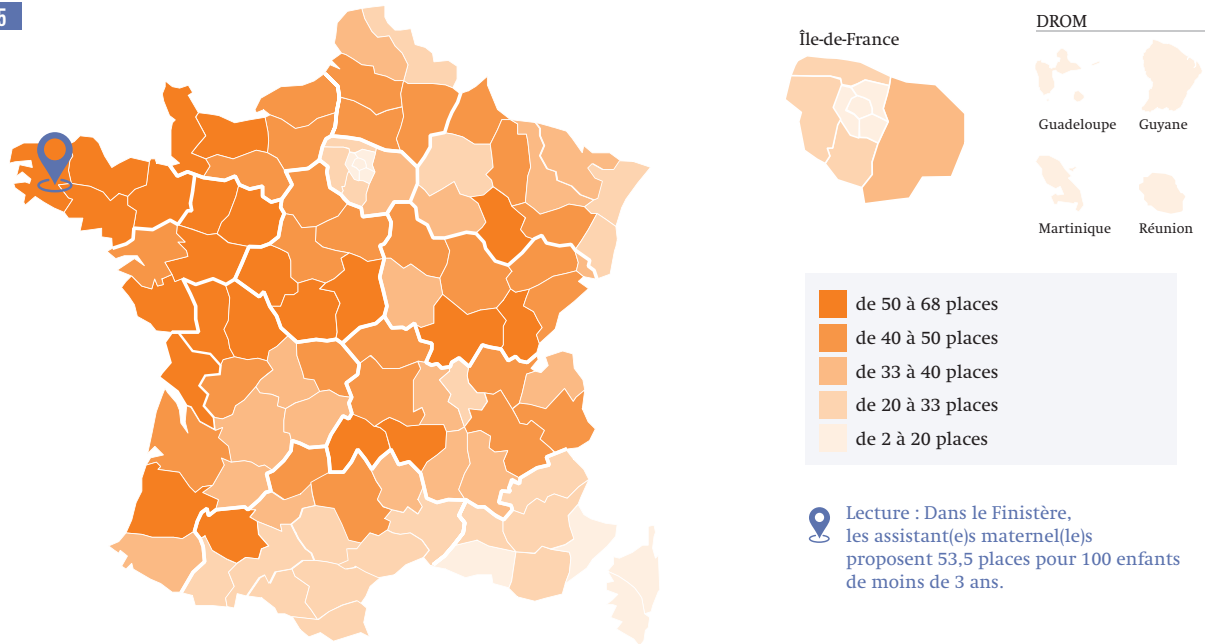 5
Île-de-France
DROM
Guadeloupe
Guyane
Martinique
Réunion
de 50 à 68 places
de 40 à 50 places
de 33 à 40 places
de 20 à 33 places
de 2 à 20 places
Lecture : Dans le Finistère,
les assistant(e)s maternel(le)s
proposent 53,5 places pour 100 enfants
de moins de 3 ans.